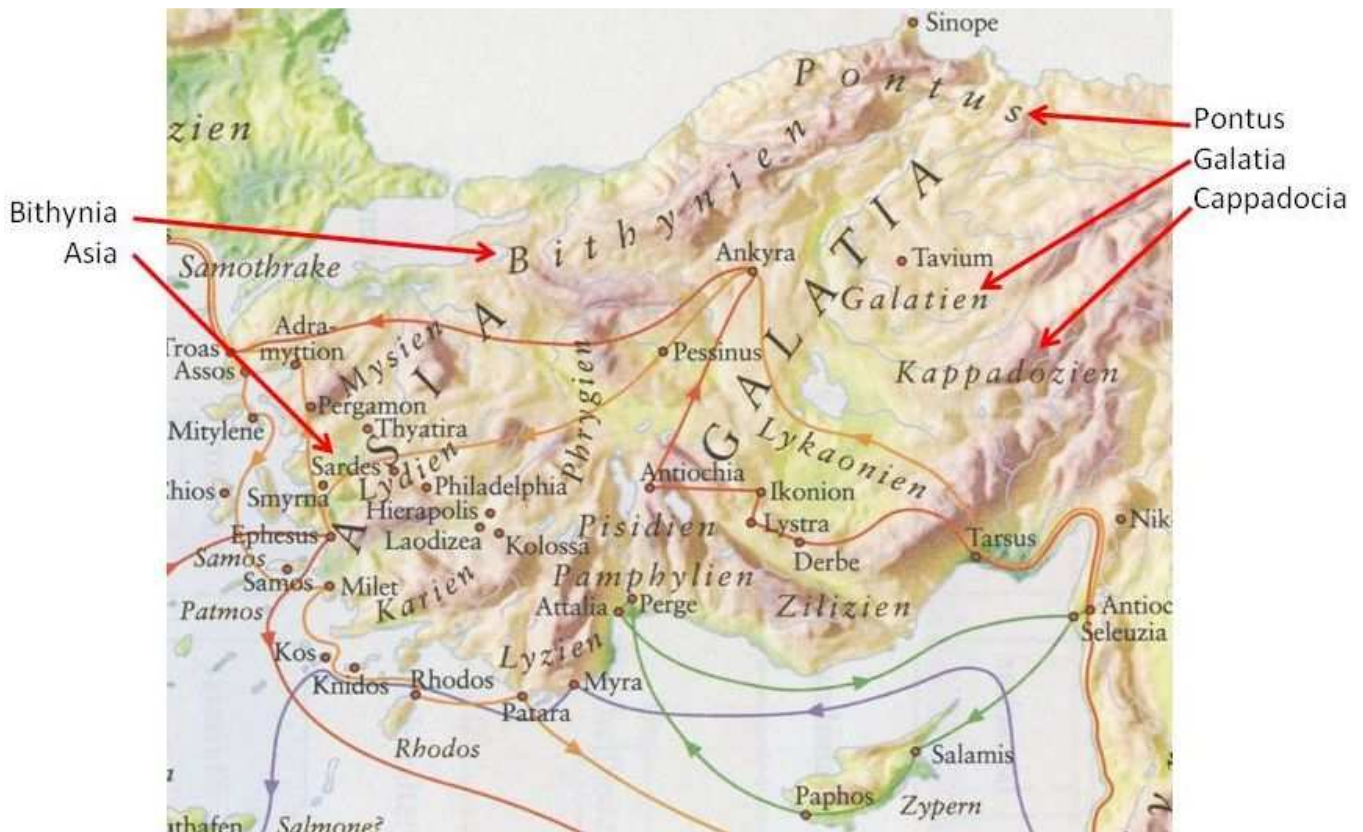 Sinope
Pontus
zien
Pontus
Galatia
Cappadocia
Bithynia
Asia
Bithynien
GALATIA
Samothrake
Ankyra
Tavium
Galatien
ASIA
Adra-
myttion
Troas
Assos
Mysien
Pessinus
Kappadozien
Pergamon
Mitylene
Thyatira
Phrygien
Lykaonien
Sardes
Lydien
Chios
Smyrna
Philadelphia
Antiochia
Ikonion
Hierapolis
Laodizea
Kolossa
Pisidien
Lystra
Derbe
Nik
Ephesus
Tarsus
Samos
Samos
Milet
Pamphylien
Karien
Patmos
Attalia
Perge
Zilizien
Antioc
Seleuzia
Kos
Knidos
Lyzien
Rhodos
Myra
Patara
Rhodos
Salamis
Paphos
Zypern
uthafen
Salmone?